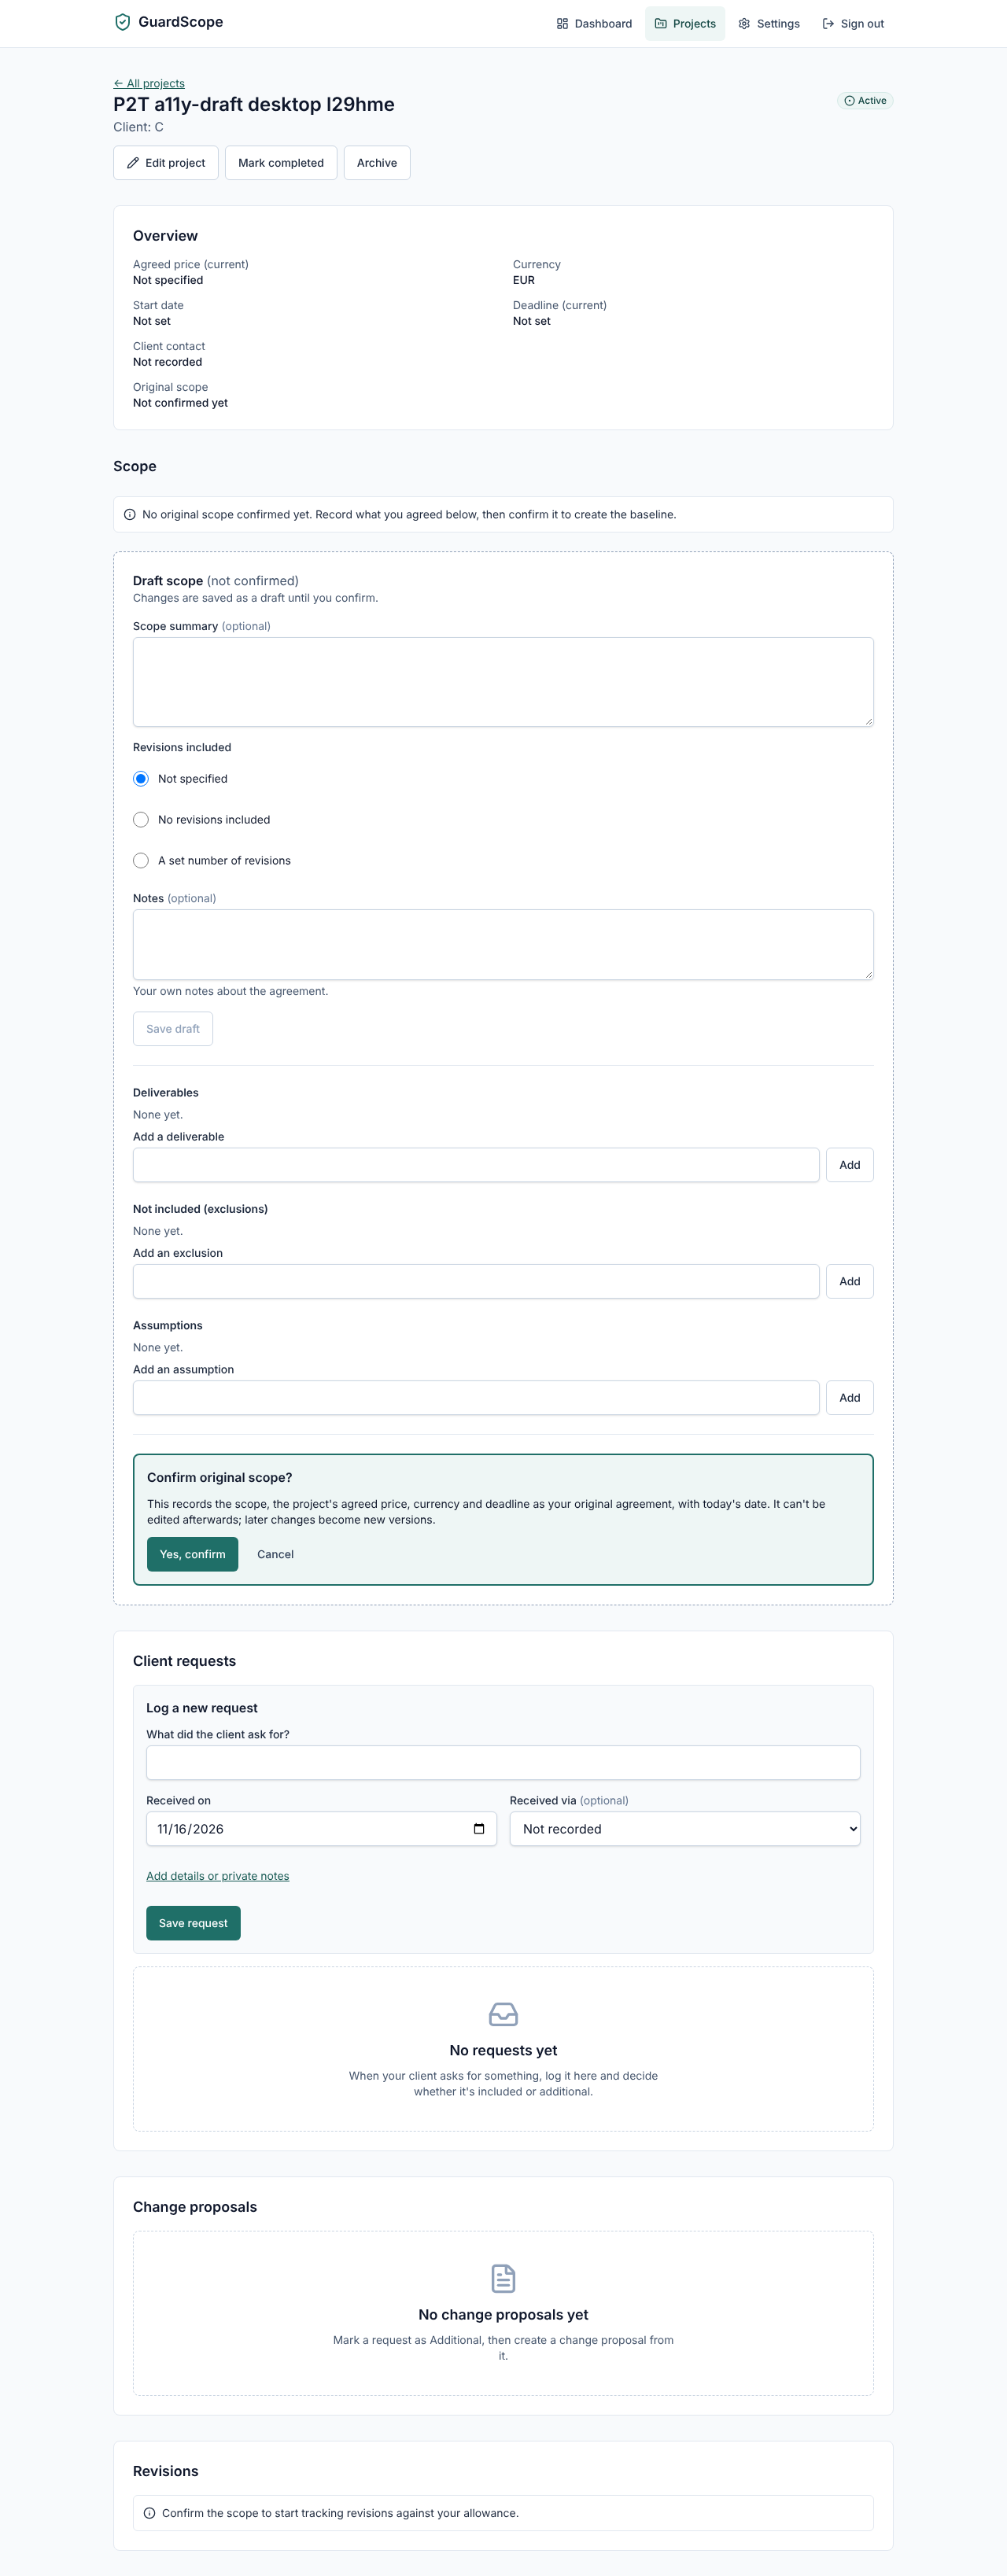 GuardScope
Dashboard
Projects
Settings
Sign out
← All projects
P2T a11y-draft desktop l29hme
Active
Client: C
Edit project
Mark completed
Archive
Overview
Agreed price (current)
Not specified
Currency
EUR
Start date
Not set
Deadline (current)
Not set
Client contact
Not recorded
Original scope
Not confirmed yet
Scope
No original scope confirmed yet. Record what you agreed below, then confirm it to create the baseline.
Draft scope (not confirmed)
Changes are saved as a draft until you confirm.
Scope summary (optional)
Revisions included
Not specified
No revisions included
A set number of revisions
Notes (optional)
Your own notes about the agreement.
Save draft
Deliverables
None yet.
Add a deliverable
Add
Not included (exclusions)
None yet.
Add an exclusion
Add
Assumptions
None yet.
Add an assumption
Add
Confirm original scope?
This records the scope, the project's agreed price, currency and deadline as your original agreement, with today's date. It can't be
edited afterwards; later changes become new versions.
Yes, confirm
Cancel
Client requests
Log a new request
What did the client ask for?
Received on
11/16/2026
Received via (optional)
Not recorded
Add details or private notes
Save request
No requests yet
When your client asks for something, log it here and decide
whether it's included or additional.
Change proposals
No change proposals yet
Mark a request as Additional, then create a change proposal from
it.
Revisions
Confirm the scope to start tracking revisions against your allowance.